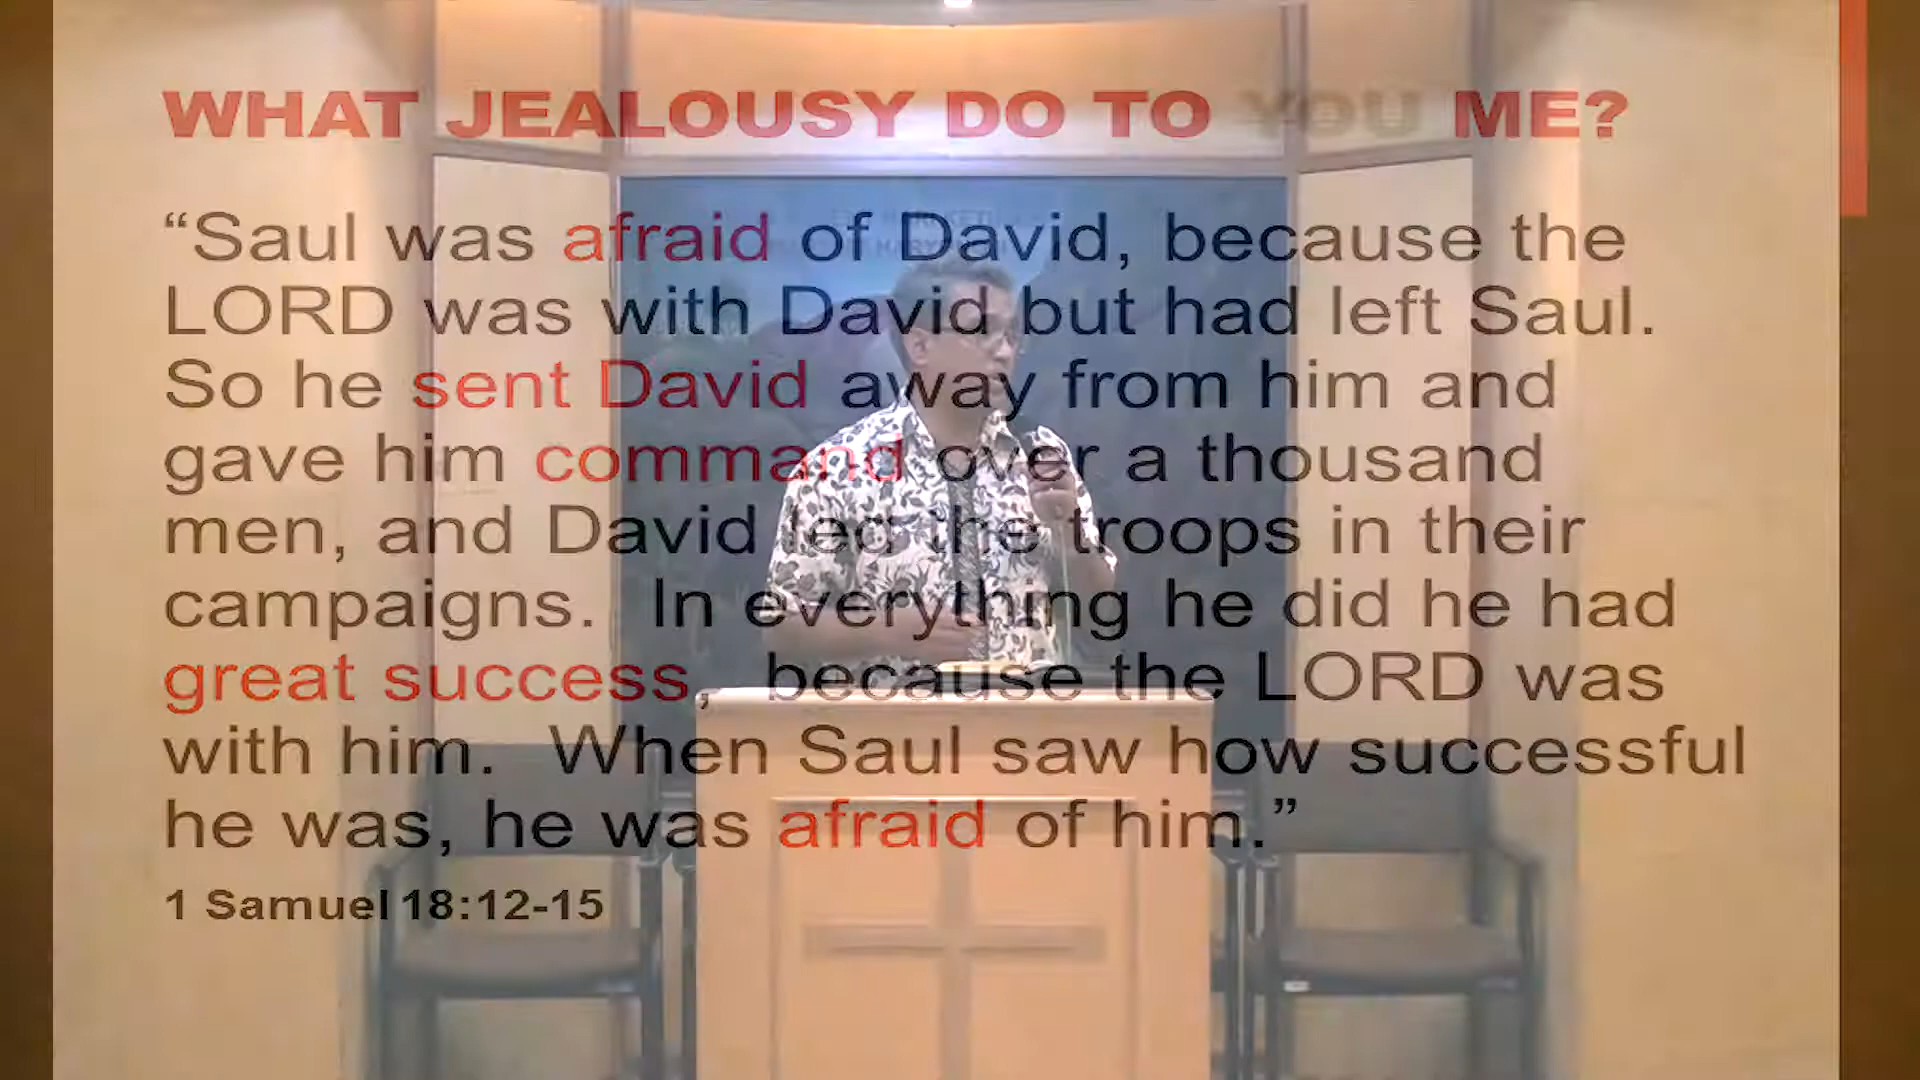 WHAT JEALOUSY DO TO YOU ME?
“Saul was afraid of David, because the
LORD was with David but had left Saul.
So he sent David away from him and
gave him command over a thousand
men, and David led the troops in their
campaigns. In everything he did he had
great success, because the LORD was
with him. When Saul saw how successful
he was, he was afraid of him.”
1 Samuel 18:12-15